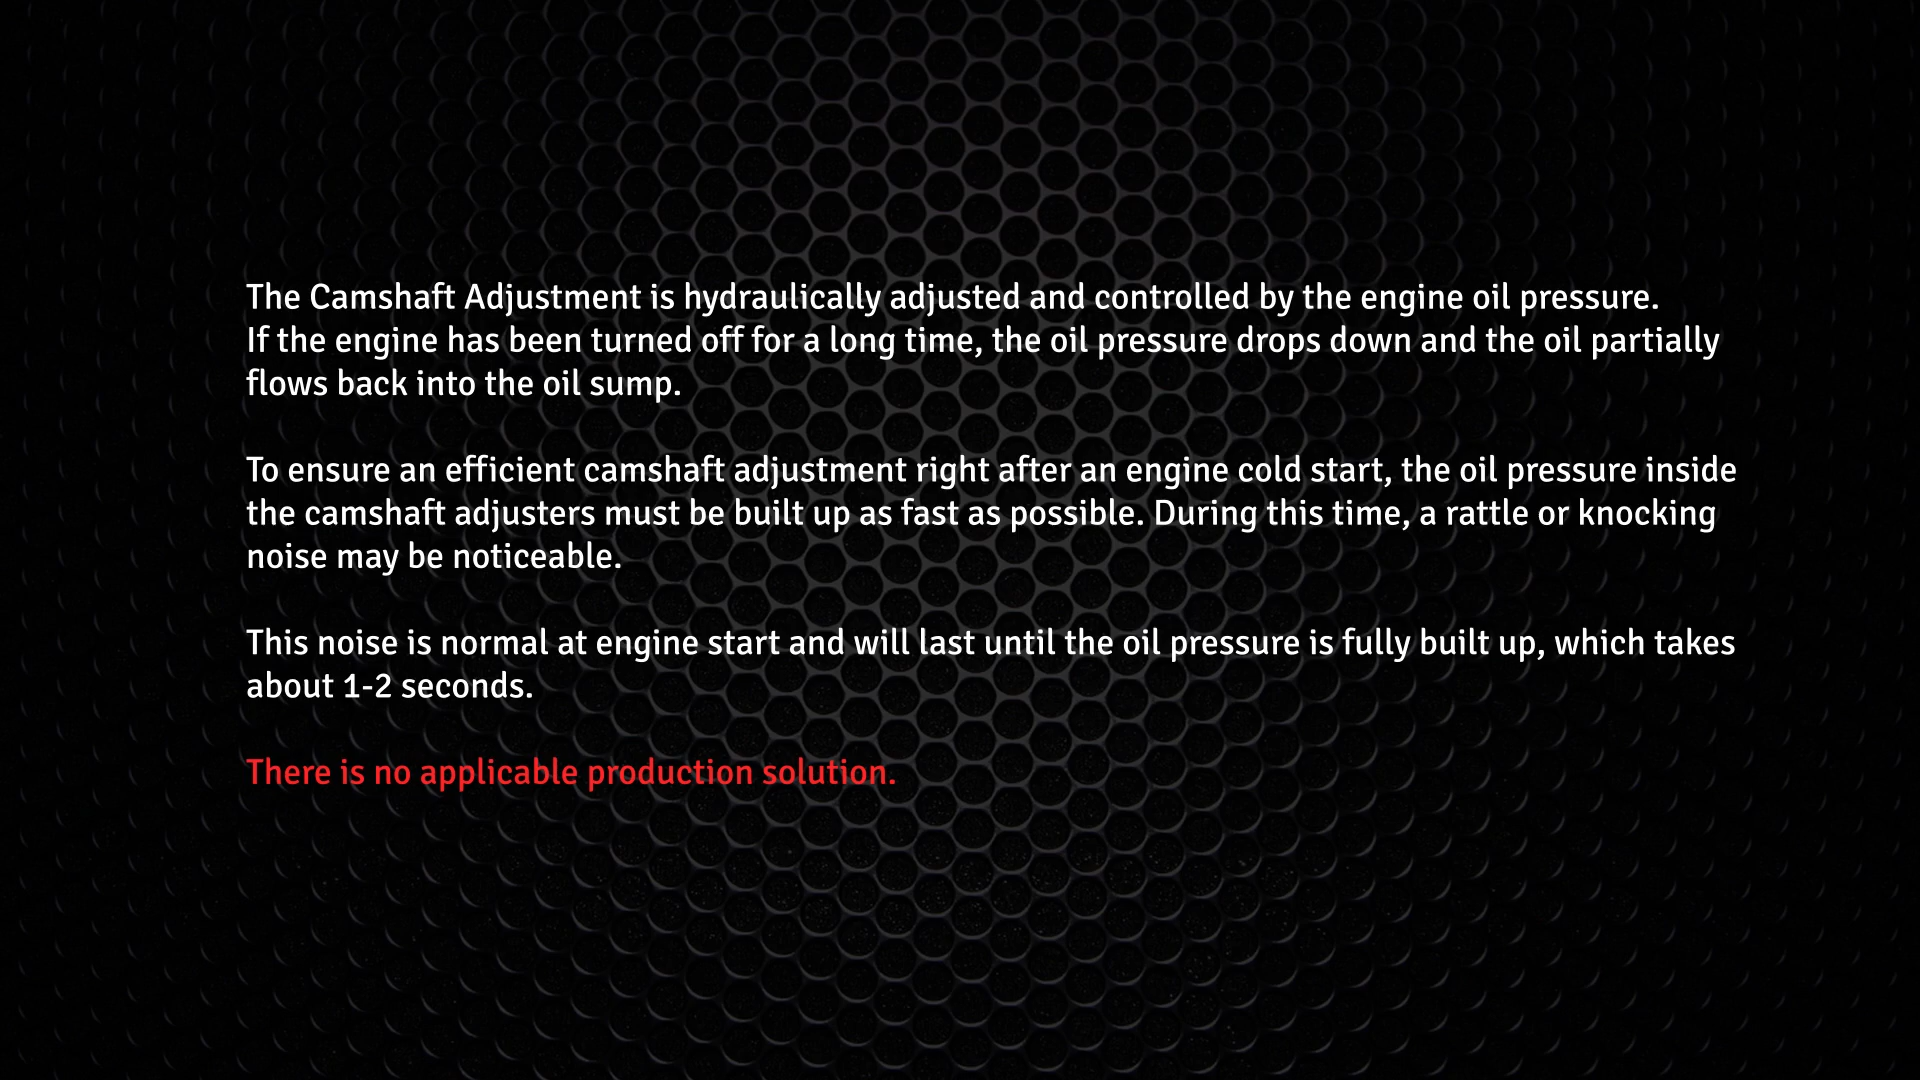 The Camshaft Adjustment is hydraulically adjusted and controlled by the engine oil pressure.
If the engine has been turned off for a long time, the oil pressure drops down and the oil partially
flows back into the oil sump.
To ensure an efficient camshaft adjustment right after an engine cold start, the oil pressure inside
the camshaft adjusters must be built up as fast as possible. During this time, a rattle or knocking
noise may be noticeable.
This noise is normal at engine start and will last until the oil pressure is fully built up, which takes
about 1-2 seconds.
There is no applicable production solution.